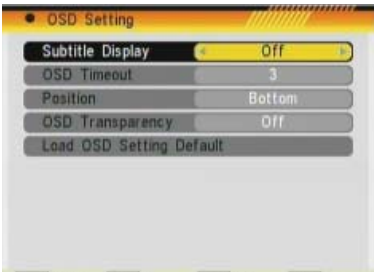 OSD Setting
Subtitle Display Off
OSD Timeout 3
Position Bottom
OSD Transparency Off
Load OSD Setting Default